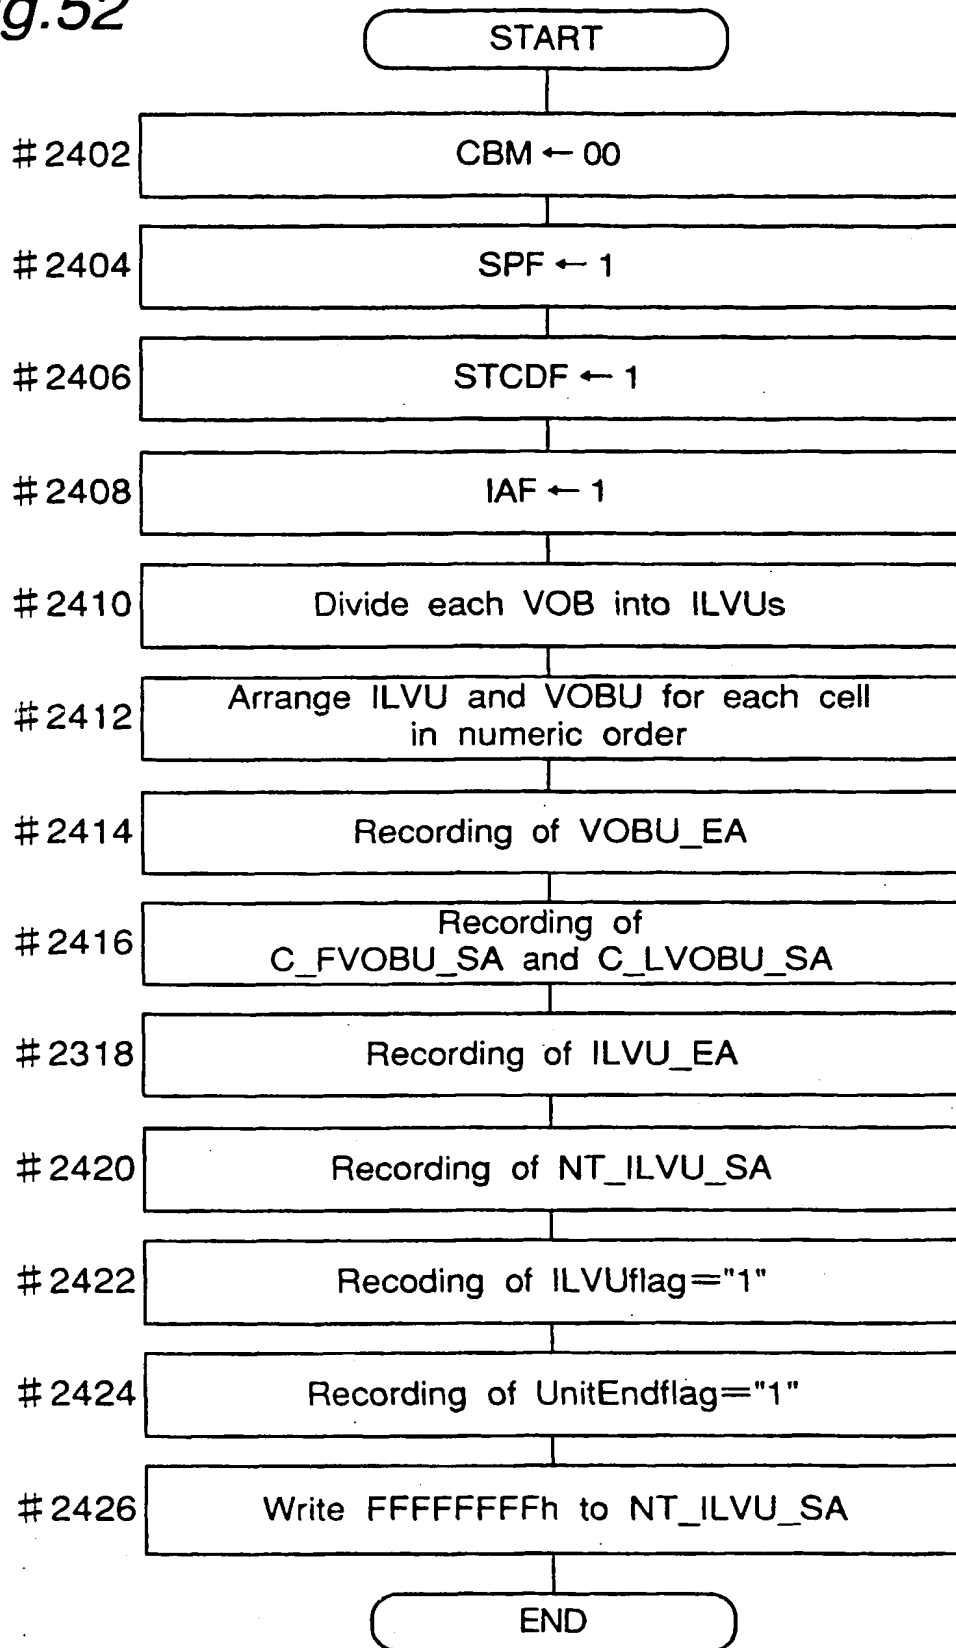 g.52
START
#2402 CBM ← 00
#2404 SPF ← 1
#2406 STCDF ← 1
#2408 IAF ← 1
#2410 Divide each VOB into ILVUs
Arrange ILVU and VOBU for each cell
#2412
in numeric order
#2414 Recording of VOBU_EA
Recording of
#2416
C_FVOBU_SA and C_LVOBU_SA
#2318 Recording of ILVU_EA
#2420 Recording of NT_ILVU_SA
#2422 Recoding of ILVUflag="1"
#2424 Recording of UnitEndflag="1"
#2426 Write FFFFFFFFh to NT_ILVU_SA
END